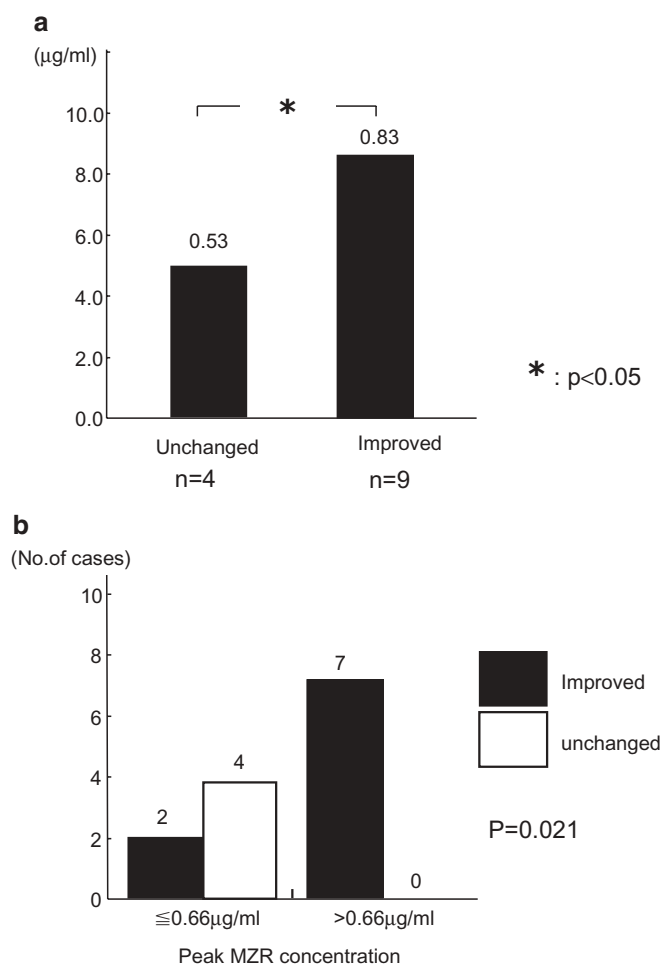 a
(μg/ml)
10.0
8.0
6.0
4.0
2.0
0.0
*
0.53
0.83
Unchanged
n=4
Improved
n=9
* : p<0.05
b
(No.of cases)
10
8
6
4
2
0
2
4
7
0
≦0.66μg/ml
>0.66μg/ml
Peak MZR concentration
Improved
unchanged
P=0.021